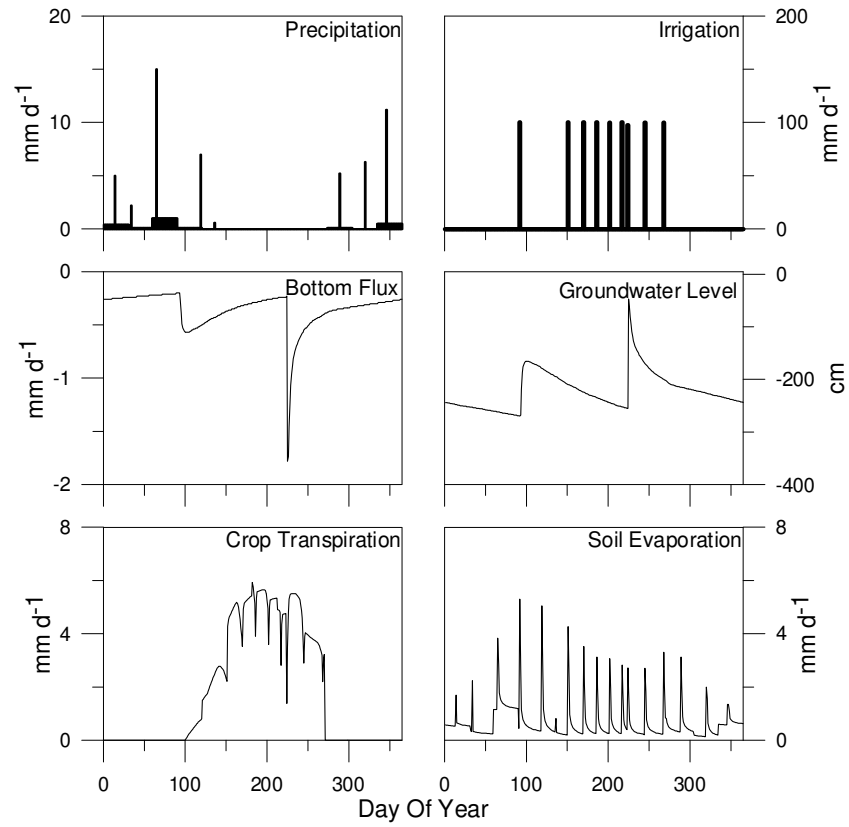 20
Precipitation
10
0
mm d-1
200
Irrigation
100
0
mm d-1
0
Bottom Flux
-1
-2
mm d-1
0
Groundwater Level
-200
-400
cm
8
Crop Transpiration
4
0
mm d-1
0 100 200 300
8
Soil Evaporation
4
0
mm d-1
0 100 200 300
Day Of Year